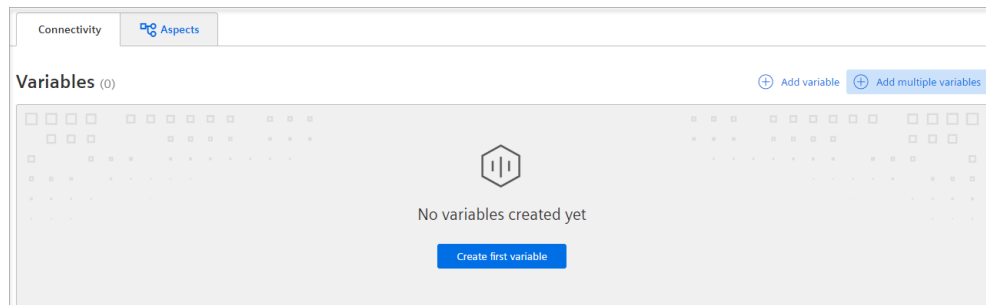 Connectivity
Aspects
Variables (0)
Add variable
Add multiple variables
No variables created yet
Create first variable